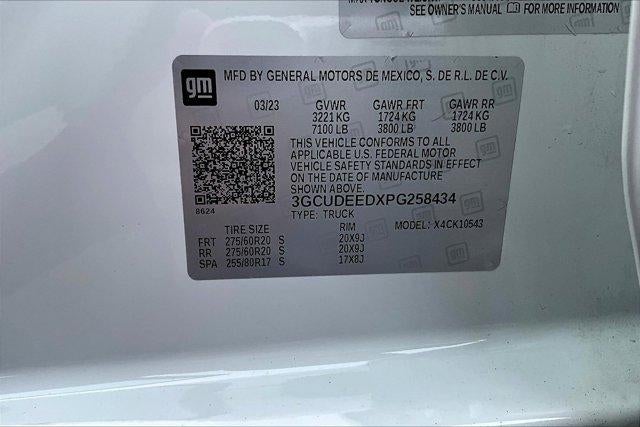 SEE OWNER'S MANUAL FOR MORE INFORMATION
gm
MFD BY GENERAL MOTORS DE MEXICO, S. DE R.L. DE C.V.
03/23 GVWR GAWR FRT GAWR RR
3221 KG 1724 KG 1724 KG
7100 LB 3800 LB 3800 LB
THIS VEHICLE CONFORMS TO ALL
APPLICABLE U.S. FEDERAL MOTOR
VEHICLE SAFETY STANDARDS IN EFFECT
ON THE DATE OF MANUFACTURE
SHOWN ABOVE.
8624
3GCUDEEDXPG258434
TYPE: TRUCK MODEL: X4CK10543
TIRE SIZE RIM
FRT 275/60R20 S 20X9J
RR 275/60R20 S 20X9J
SPA 255/80R17 S 17X8J